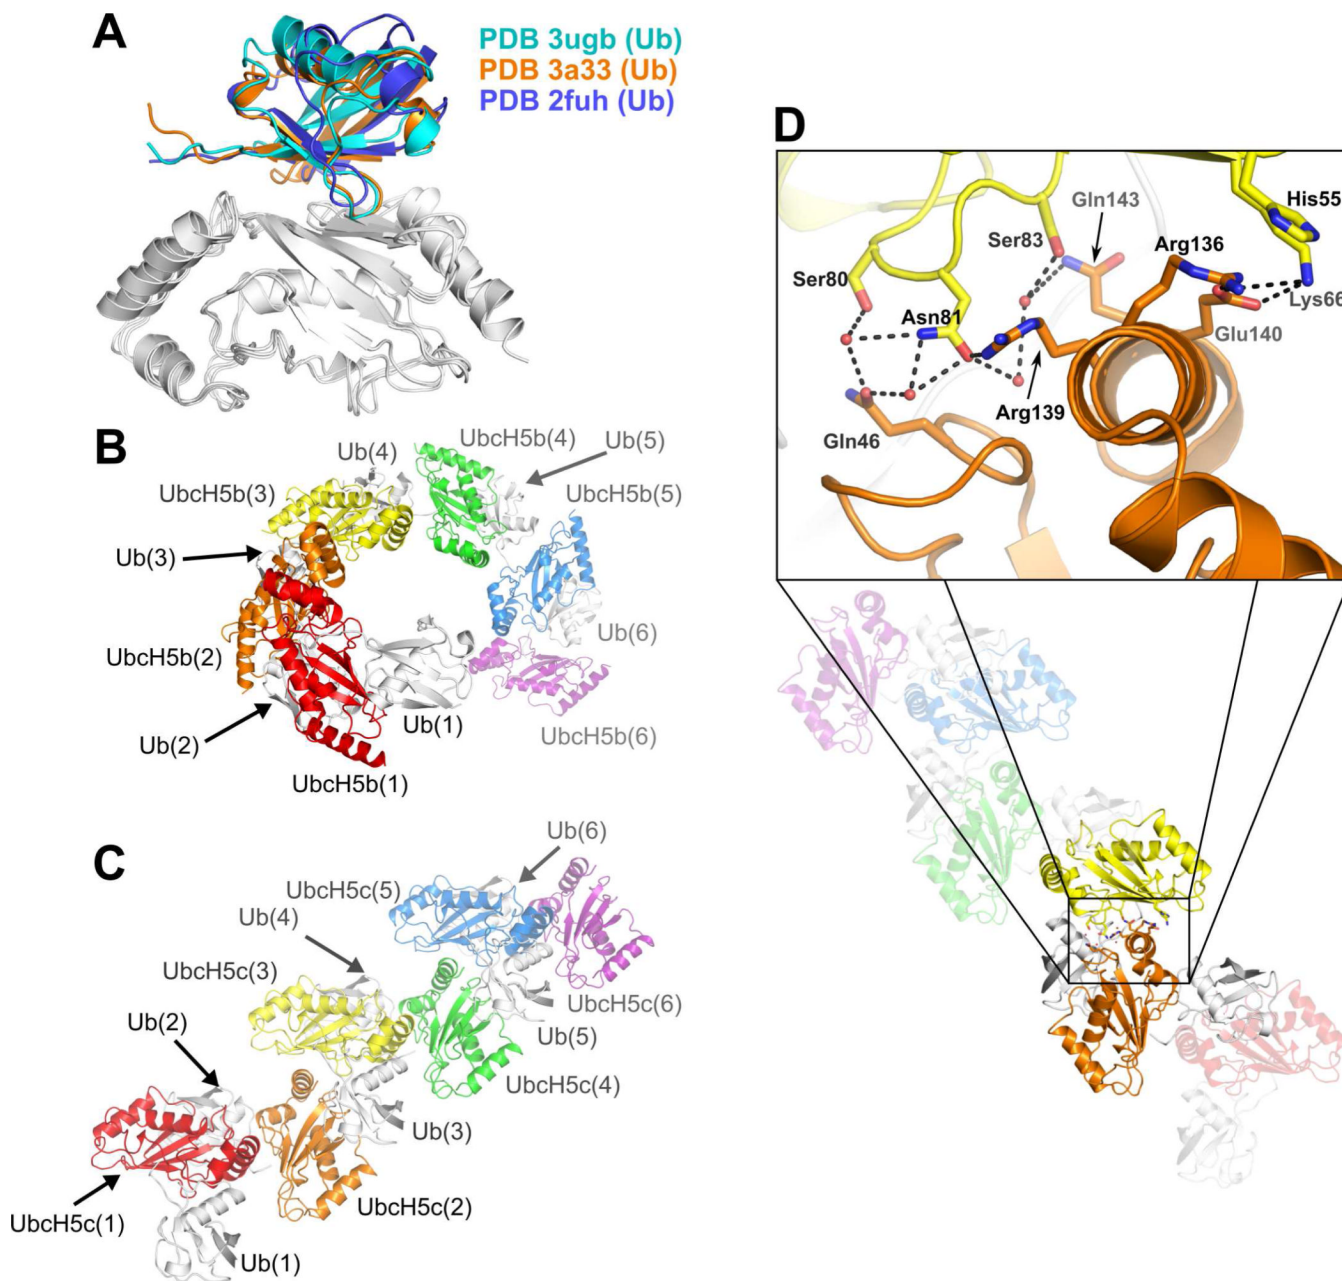 A
PDB 3ugb (Ub)
PDB 3a33 (Ub)
PDB 2fuh (Ub)
B
Ub(4)
UbcH5b(4)
Ub(5)
UbcH5b(3)
UbcH5b(5)
Ub(3)
UbcH5b(2)
Ub(6)
Ub(2)
Ub(1)
UbcH5b(6)
UbcH5b(1)
C
Ub(6)
UbcH5c(5)
Ub(4)
UbcH5c(3)
UbcH5c(6)
Ub(2)
Ub(5)
UbcH5c(4)
Ub(3)
UbcH5c(2)
UbcH5c(1)
Ub(1)
D
His55
Gln143
Ser83
Arg136
Ser80
Lys66
Asn81
Glu140
Arg139
Gln46